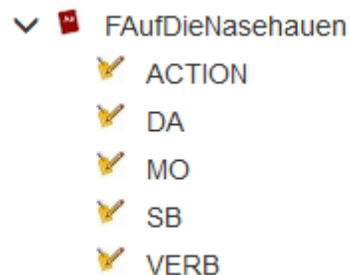 FAufDieNasehauen
ACTION
DA
MO
SB
VERB